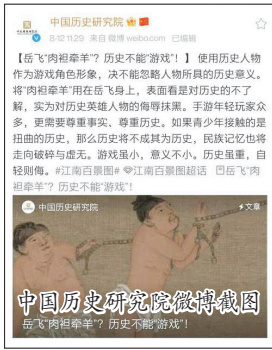 中国历史研究院
8-12 11:29 来自 微博 weibo.com 已编辑
【岳飞“肉袒牵羊”？历史不能“游戏”！】 使用历史人物
作为游戏角色形象，决不能忽略人物所具的历史意义。
将“肉袒牵羊”用在岳飞身上，表面看是对历史的不了
解，实为对历史英雄人物的侮辱抹黑。手游年轻玩家众
多，更需要尊重事实、尊重历史。如果青少年接触的是
扭曲的历史，那么历史将不成其为历史，民族记忆也将
走向破碎与虚无。游戏虽小，意义不小。历史虽重，自
轻则侮。#江南百景图# 江南百景图超话 岳飞“肉
袒牵羊”？历史不能“游戏”！
中国历史研究院
文章
中国历史研究院微博截图
岳飞“肉袒牵羊”？历史不能“游戏”！